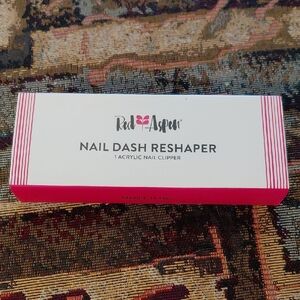 Red Aspen
NAIL DASH RESHAPER
1 ACRYLIC NAIL CLIPPER